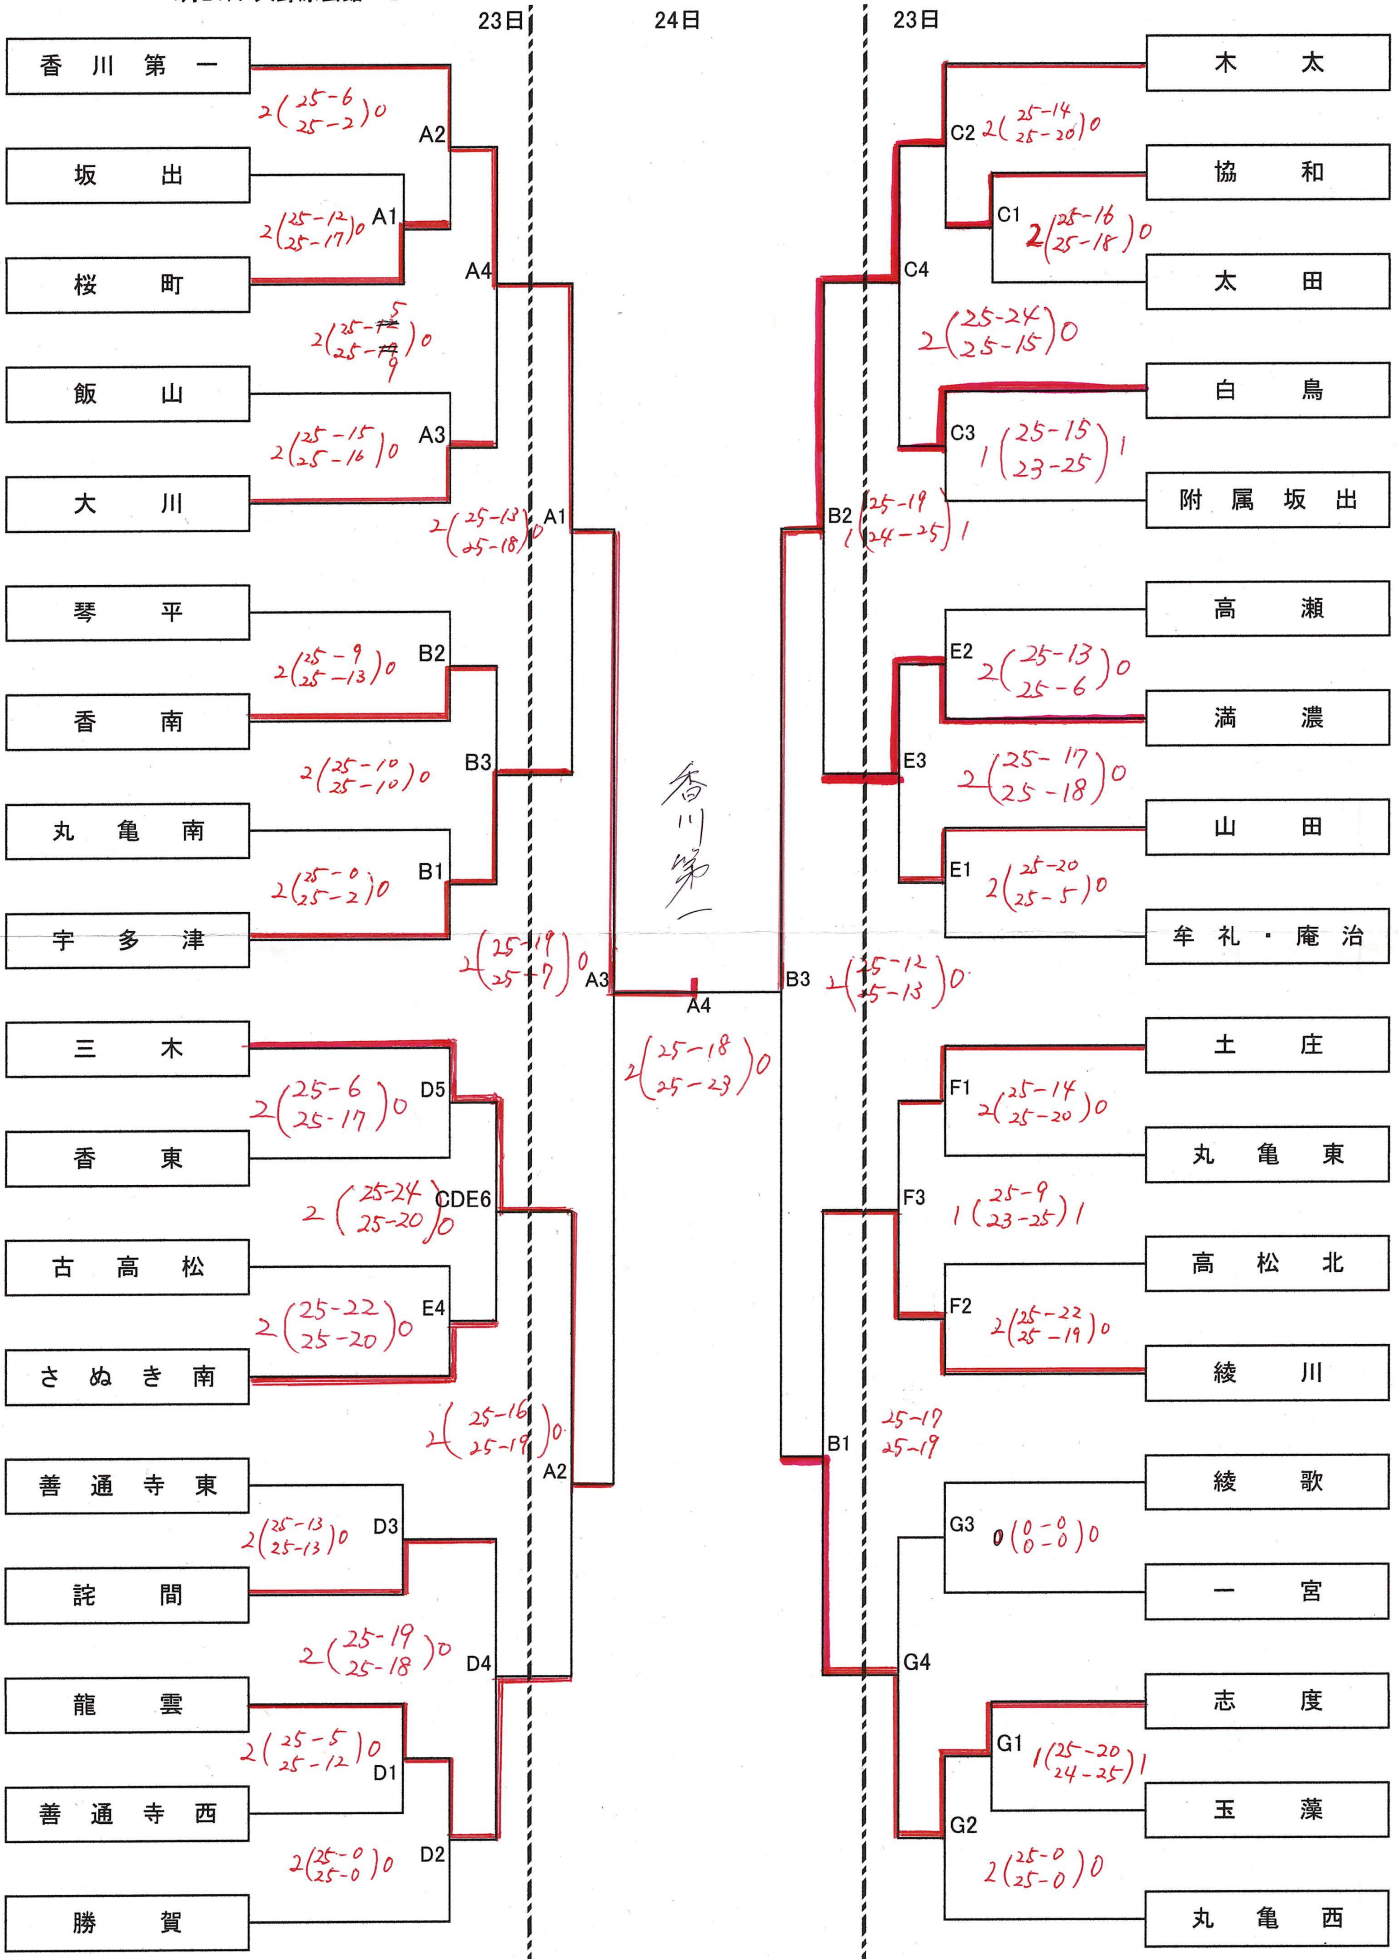 23日
24日
23日
香川第一
2(25-6 25-2)0
A2
坂出
2(25-12 25-17)0
A1
桜町
A4
2(25-5 25-9)0
飯山
2(25-15 25-16)0
A3
大川
2(25-13 25-18)0
A1
琴平
2(25-9 25-13)0
B2
香南
2(25-10 25-10)0
B3
丸亀南
2(25-0 25-2)0
B1
宇多津
2(25-19 25-7)0
A3
三木
2(25-6 25-17)0
D5
香東
2(25-24 25-20)0
CDE6
古高松
2(25-22 25-20)0
E4
さぬき南
2(25-16 25-19)0
A2
善通寺東
2(25-13 25-13)0
D3
詫間
2(25-19 25-18)0
D4
龍雲
2(25-5 25-12)0
D1
善通寺西
2(25-0 25-0)0
D2
勝賀
香川第一
A4
2(25-18 25-23)0
木太
C2
2(25-14 25-20)0
協和
C1
2(25-16 25-18)0
太田
C4
2(25-24 25-15)0
白鳥
C3
1(25-15 23-25)1
附属坂出
B2
1(25-19 24-25)1
高瀬
E2
2(25-13 25-6)0
満濃
E3
2(25-17 25-18)0
山田
E1
2(25-20 25-5)0
牟礼・庵治
B3
2(25-12 25-13)0
土庄
F1
2(25-14 25-20)0
丸亀東
F3
1(25-9 23-25)1
高松北
F2
2(25-22 25-19)0
綾川
B1
25-17
25-19
綾歌
G3
0(0-0 0-0)0
一宮
G4
志度
G1
1(25-20 24-25)1
玉藻
G2
2(25-0 25-0)0
丸亀西